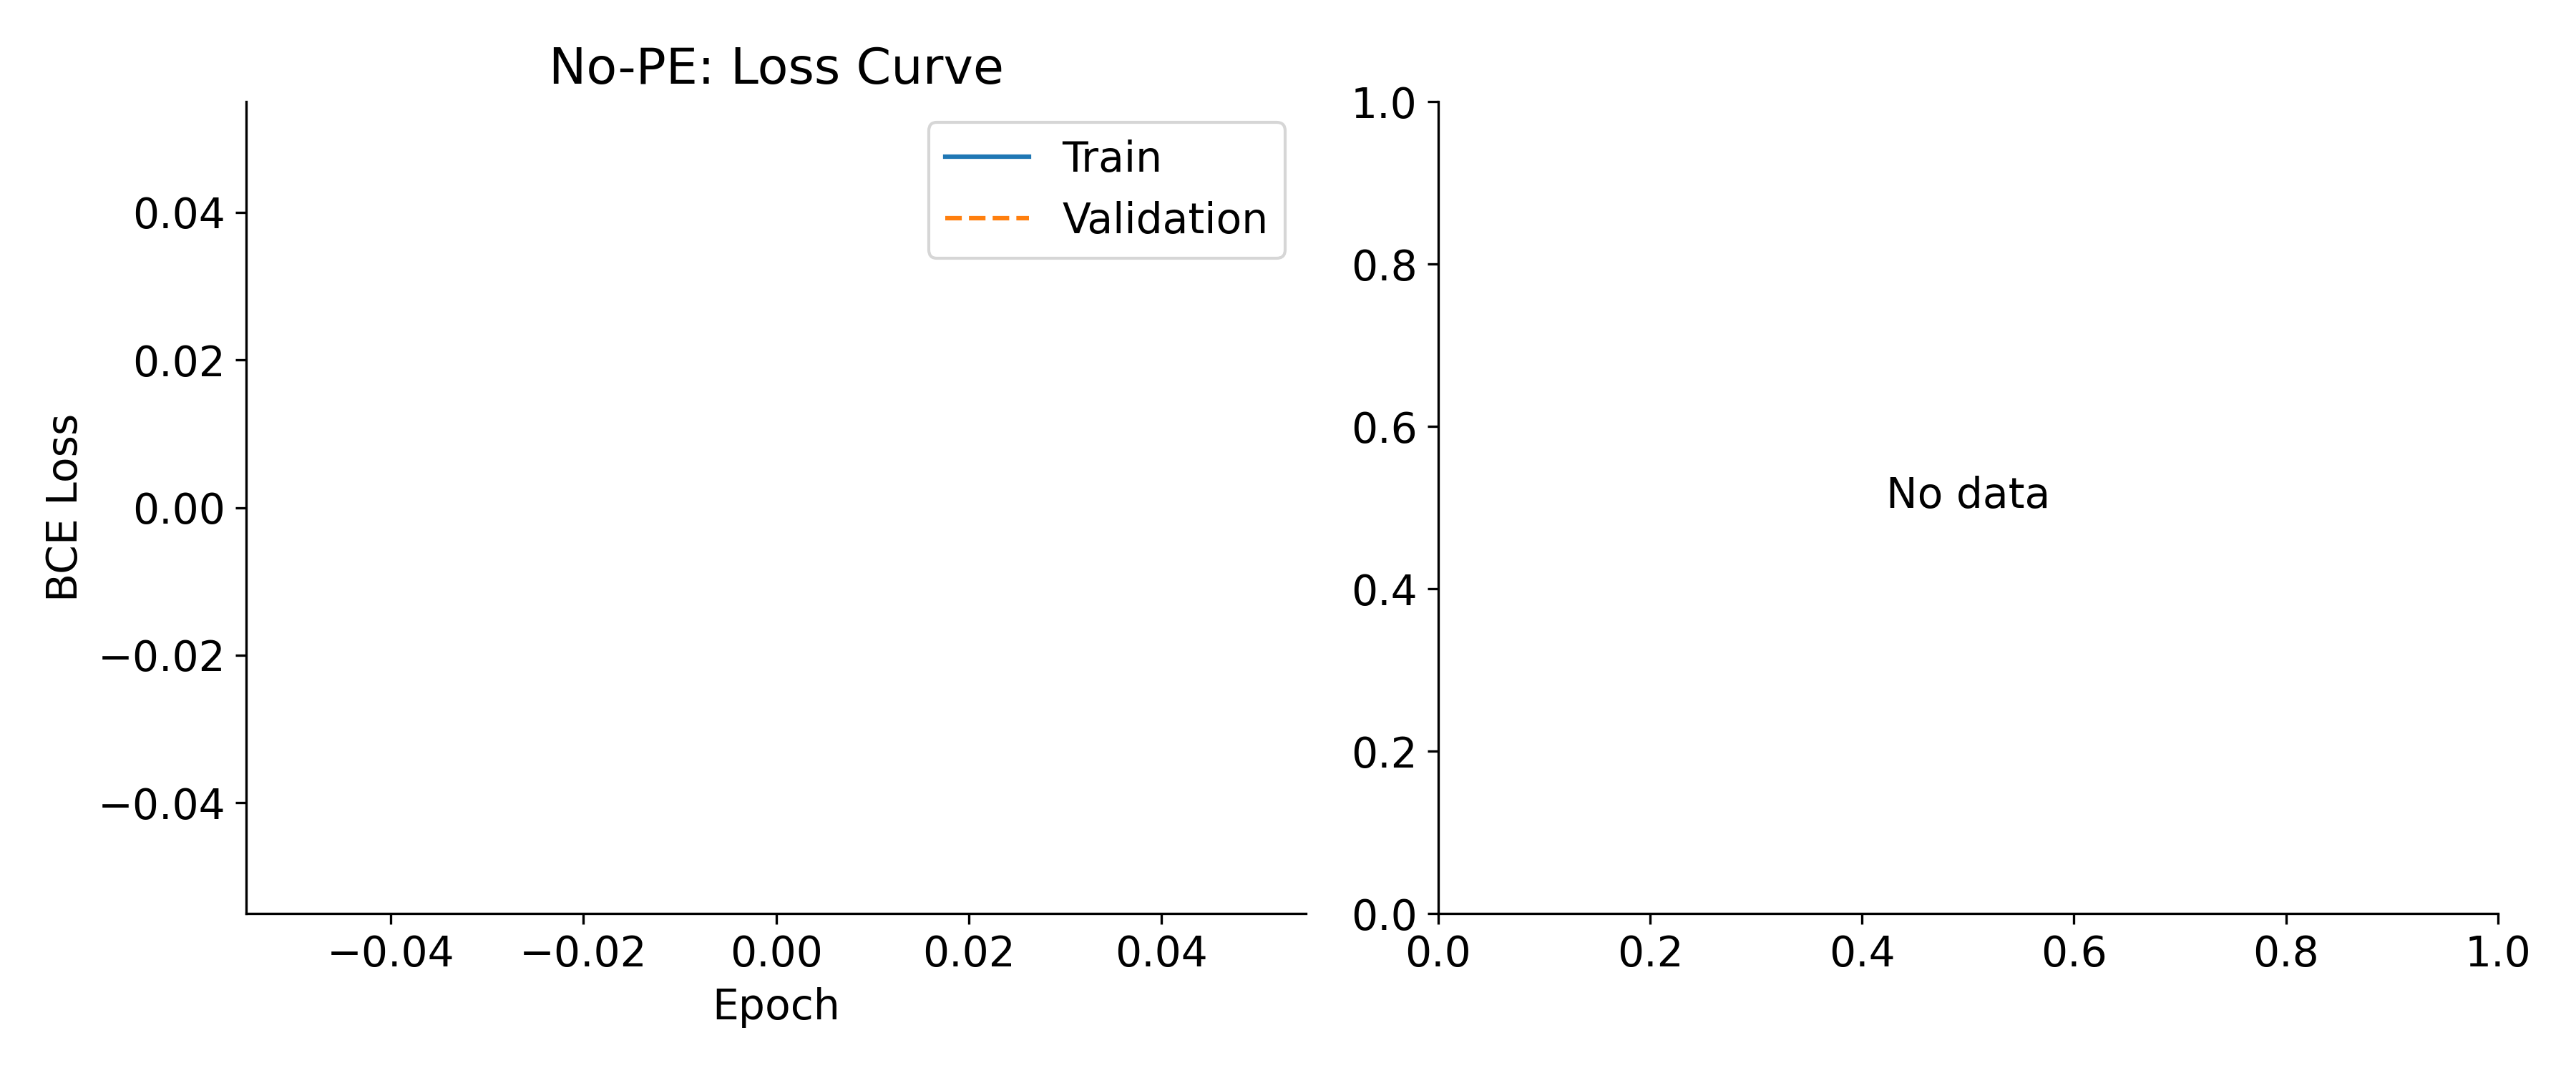 No-PE: Loss Curve
Train
Validation
BCE Loss
0.04
0.02
0.00
−0.02
−0.04
−0.04 −0.02 0.00 0.02 0.04
Epoch
1.0
0.8
0.6
0.4
0.2
0.0
No data
0.0 0.2 0.4 0.6 0.8 1.0